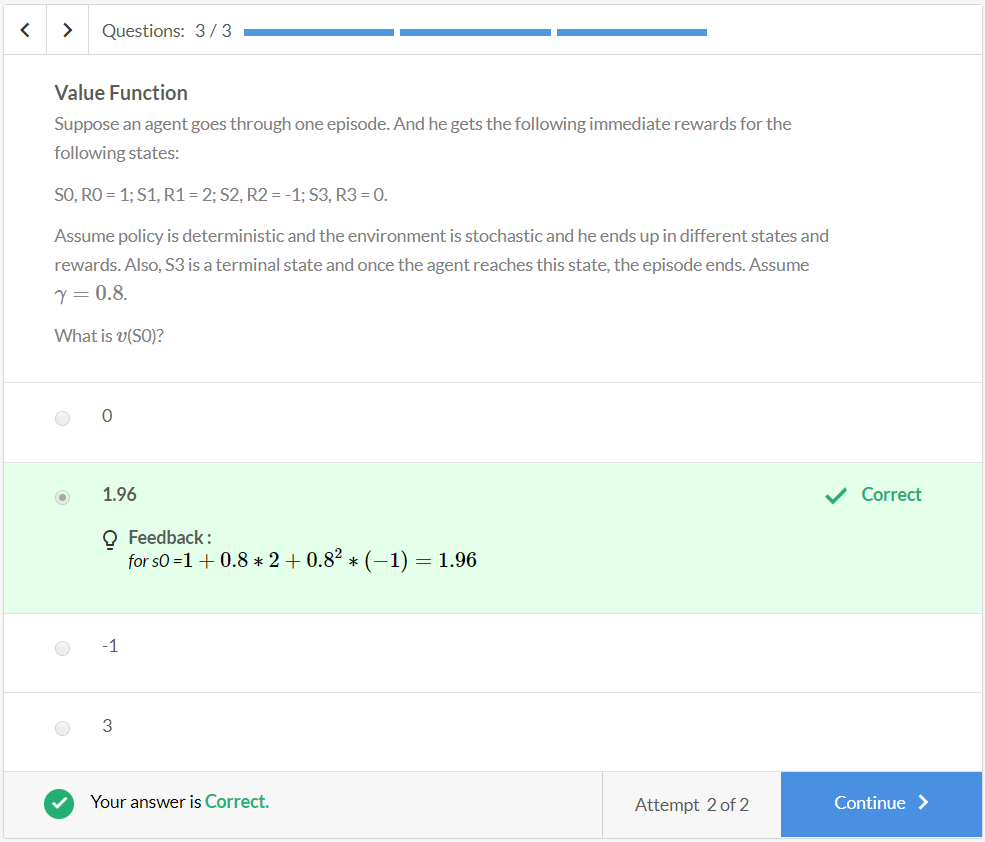 Questions: 3 / 3
Value Function
Suppose an agent goes through one episode. And he gets the following immediate rewards for the
following states:
S0, R0 = 1; S1, R1 = 2; S2, R2 = -1; S3, R3 = 0.
Assume policy is deterministic and the environment is stochastic and he ends up in different states and
rewards. Also, S3 is a terminal state and once the agent reaches this state, the episode ends. Assume
γ = 0.8.
What is v(S0)?
0
1.96
Correct
Feedback :
for s0 =1 + 0.8 ∗ 2 + 0.8² ∗ (−1) = 1.96
-1
3
Your answer is Correct.
Attempt 2 of 2
Continue